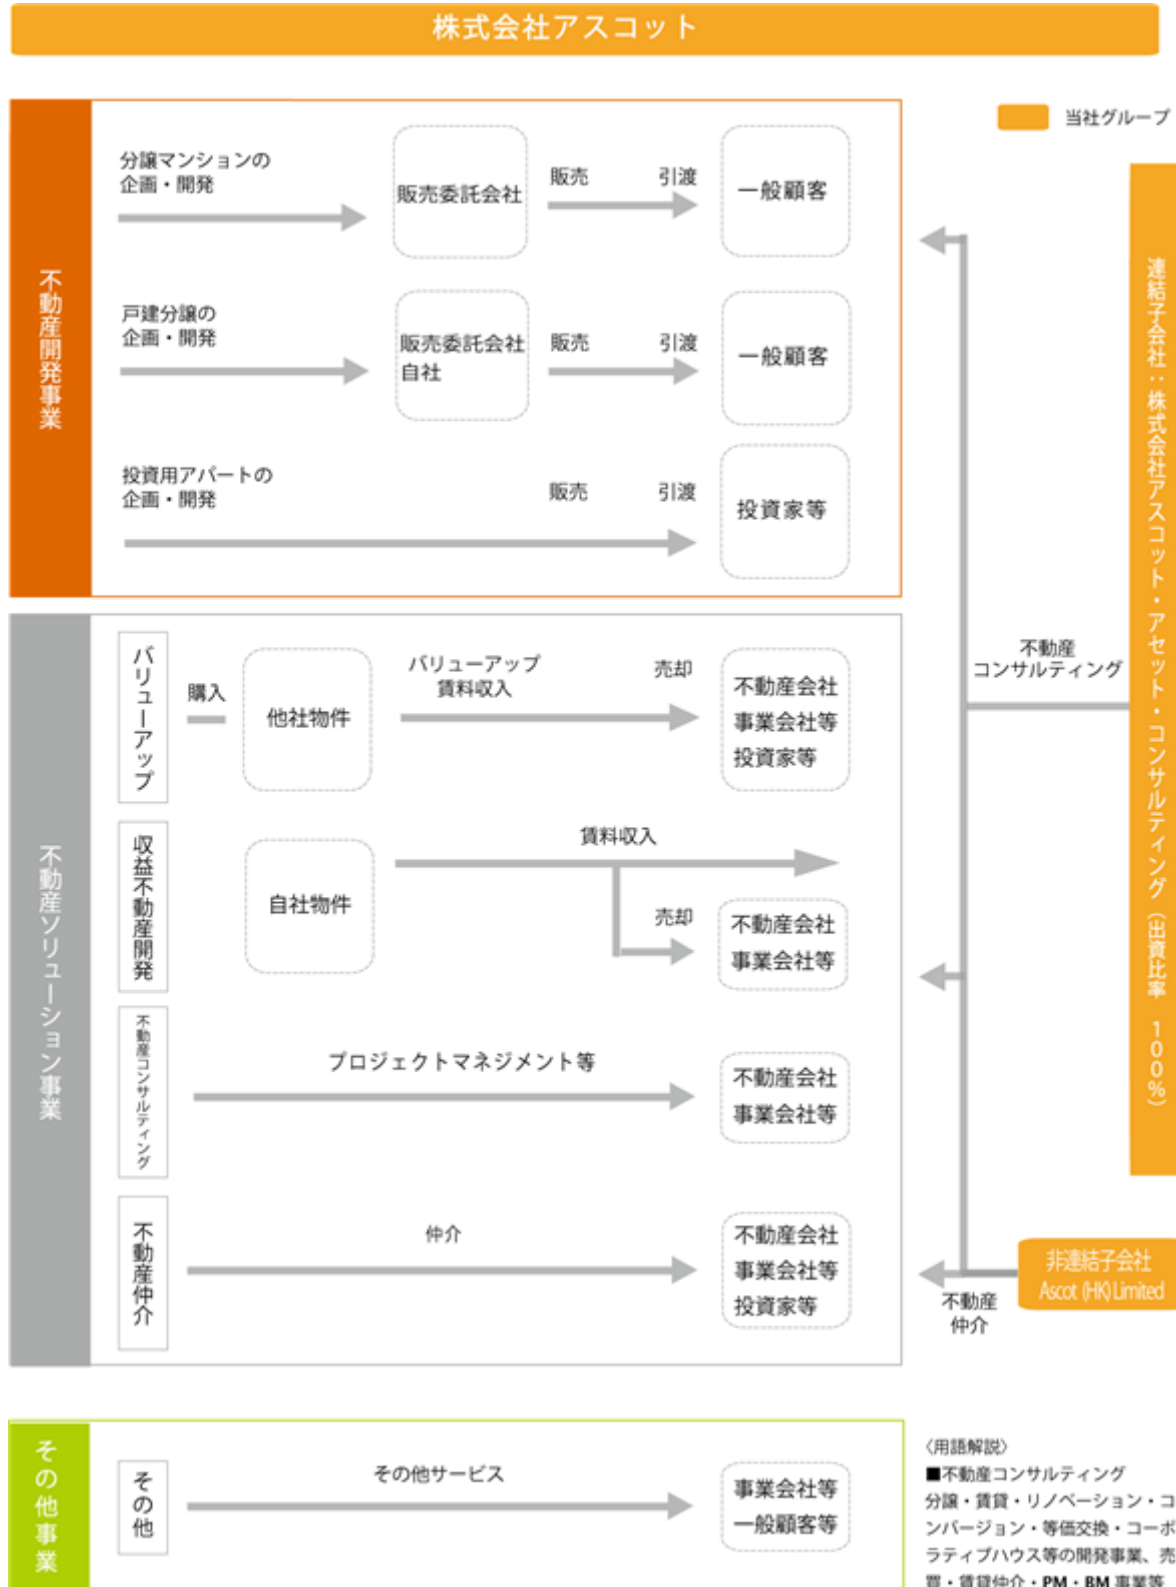 株式会社アスコット
当社グループ
不動産開発事業
分譲マンションの
企画・開発
販売委託会社
販売
引渡
一般顧客
戸建分譲の
企画・開発
販売委託会社
自社
販売
引渡
一般顧客
投資用アパートの
企画・開発
販売
引渡
投資家等
連結子会社：株式会社アスコット・アセット・コンサルティング（出資比率 100%）
不動産
コンサルティング
不動産ソリューション事業
バリューアップ
購入
他社物件
バリューアップ
賃料収入
売却
不動産会社
事業会社等
投資家等
収益不動産開発
自社物件
賃料収入
売却
不動産会社
事業会社等
不動産コンサルティング
プロジェクトマネジメント等
不動産会社
事業会社等
不動産仲介
仲介
不動産会社
事業会社等
投資家等
非連結子会社
Ascot (HK) Limited
不動産
仲介
その他事業
その他
その他サービス
事業会社等
一般顧客等
〈用語解説〉
■不動産コンサルティング
分譲・賃貸・リノベーション・コ
ンバージョン・等価交換・コーポ
ラティブハウス等の開発事業、売
買・賃貸仲介・PM・BM 事業等